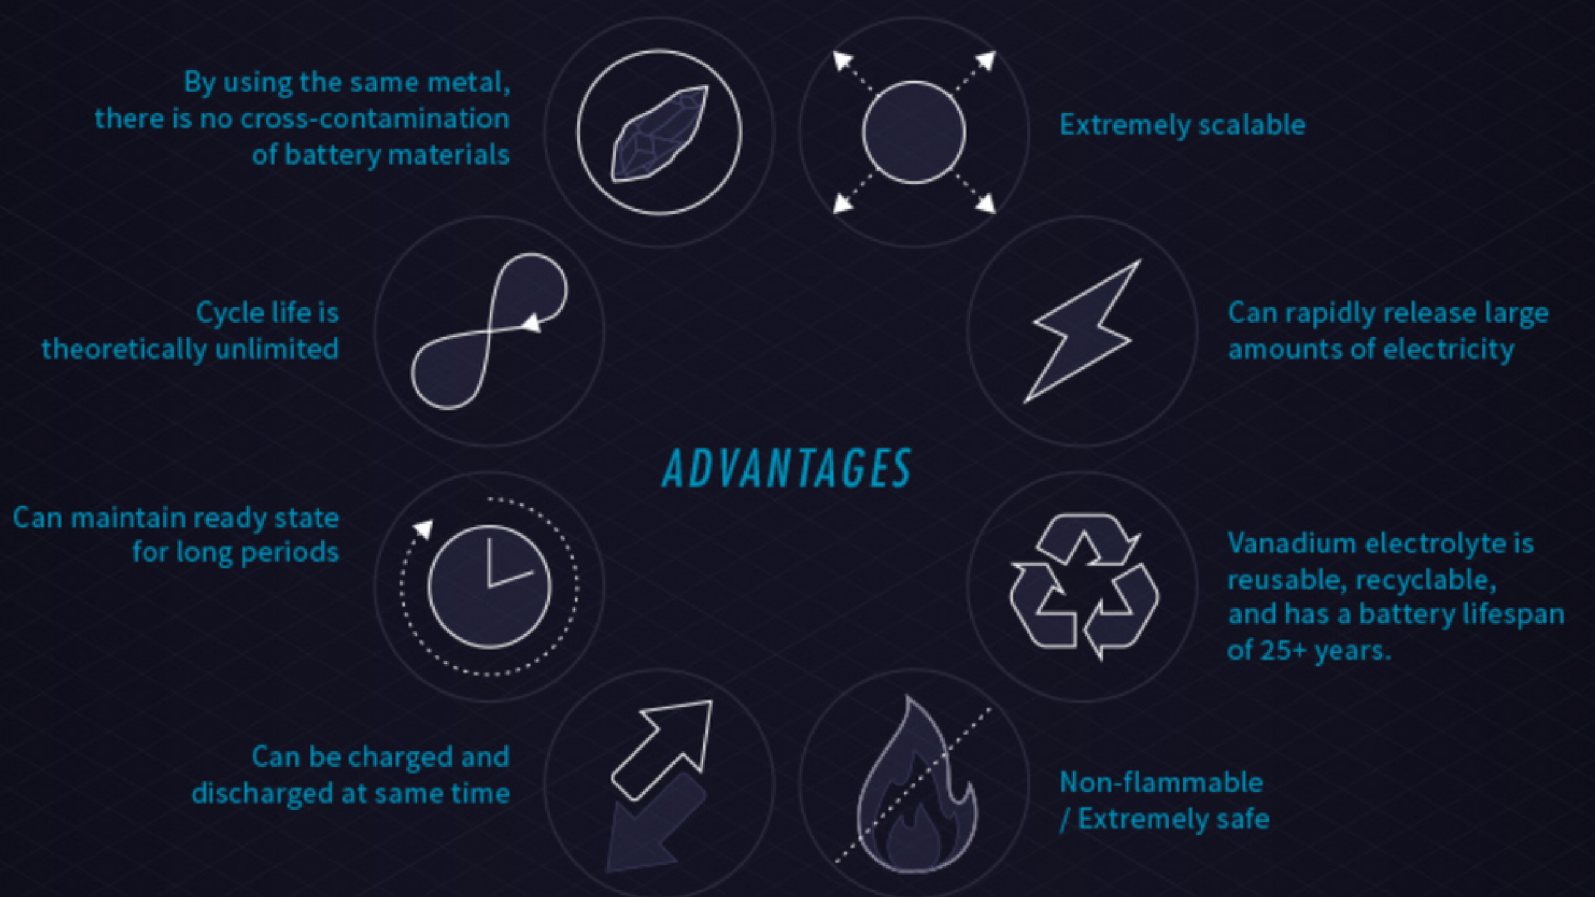 By using the same metal,
there is no cross-contamination
of battery materials
Extremely scalable
Cycle life is
theoretically unlimited
Can rapidly release large
amounts of electricity
ADVANTAGES
Can maintain ready state
for long periods
Vanadium electrolyte is
reusable, recyclable,
and has a battery lifespan
of 25+ years.
Can be charged and
discharged at same time
Non-flammable
/ Extremely safe